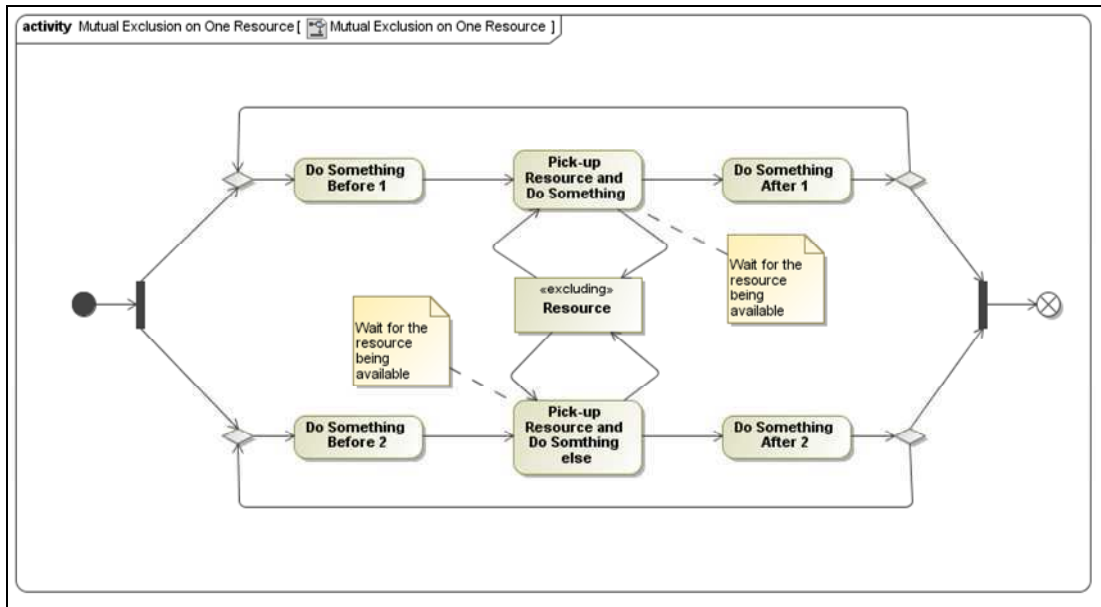 activity Mutual Exclusion on One Resource [ Mutual Exclusion on One Resource ]
Do Something
Before 1
Pick-up
Resource and
Do Something
Do Something
After 1
Wait for the
resource
being
available
«excluding»
Resource
Wait for the
resource
being
available
Do Something
Before 2
Pick-up
Resource and
Do Somthing
else
Do Something
After 2